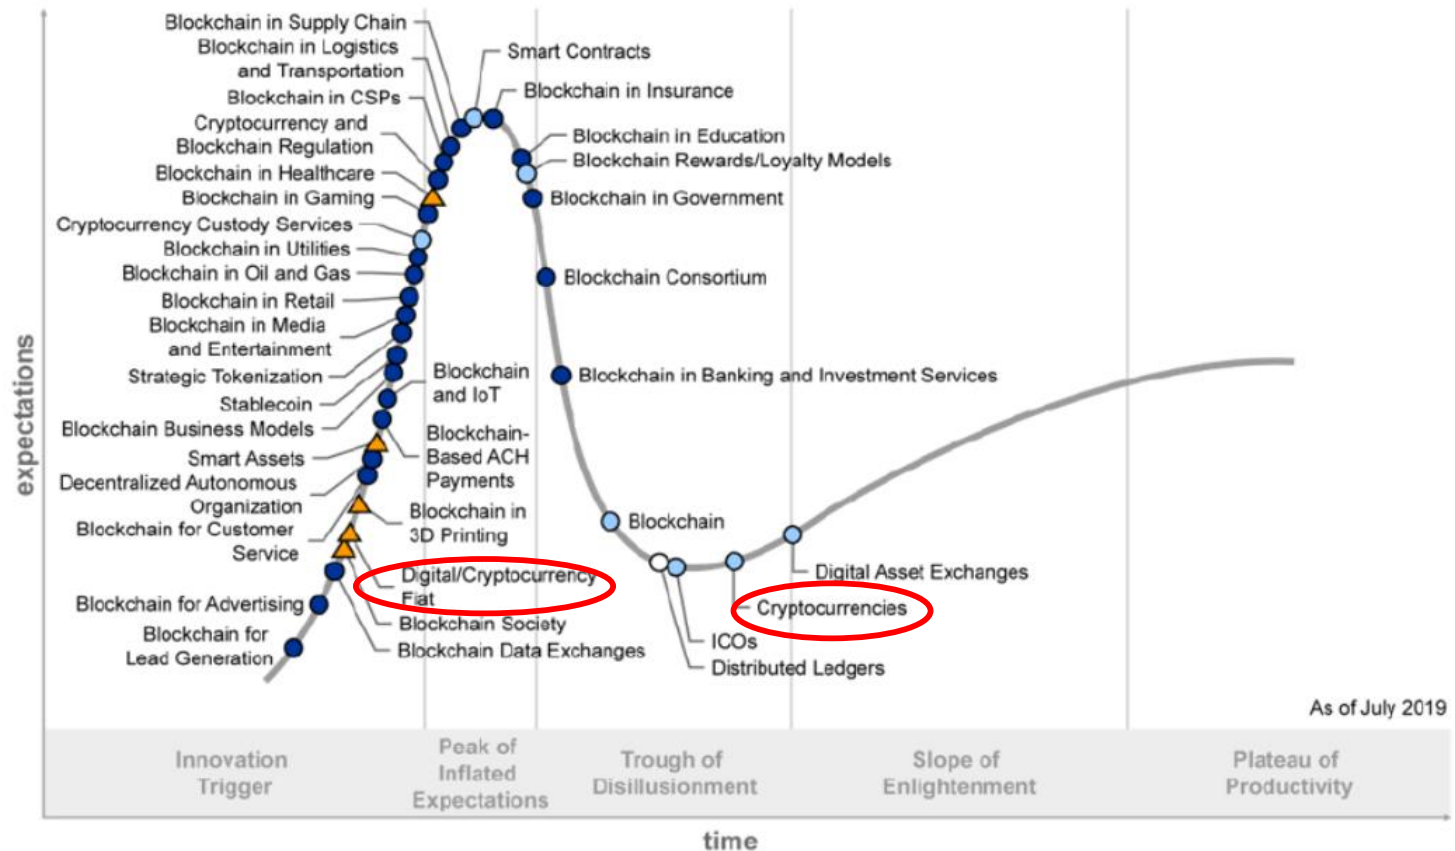 Blockchain in Supply Chain
Blockchain in Logistics
and Transportation
Blockchain in CSPs
Cryptocurrency and
Blockchain Regulation
Blockchain in Healthcare
Blockchain in Gaming
Cryptocurrency Custody Services
Blockchain in Utilities
Blockchain in Oil and Gas
Blockchain in Retail
Blockchain in Media
and Entertainment
Strategic Tokenization
Stablecoin
Blockchain Business Models
Smart Assets
Decentralized Autonomous
Organization
Blockchain for Customer
Service
Blockchain for Advertising
Blockchain for
Lead Generation
Smart Contracts
Blockchain in Insurance
Blockchain in Education
Blockchain Rewards/Loyalty Models
Blockchain in Government
Blockchain Consortium
Blockchain in Banking and Investment Services
Blockchain
and IoT
Blockchain-
Based ACH
Payments
Blockchain in
3D Printing
Digital/Cryptocurrency
Fiat
Blockchain Society
Blockchain Data Exchanges
Blockchain
Digital Asset Exchanges
Cryptocurrencies
ICOs
Distributed Ledgers
As of July 2019
expectations
Innovation
Trigger
Peak of
Inflated
Expectations
Trough of
Disillusionment
Slope of
Enlightenment
Plateau of
Productivity
time